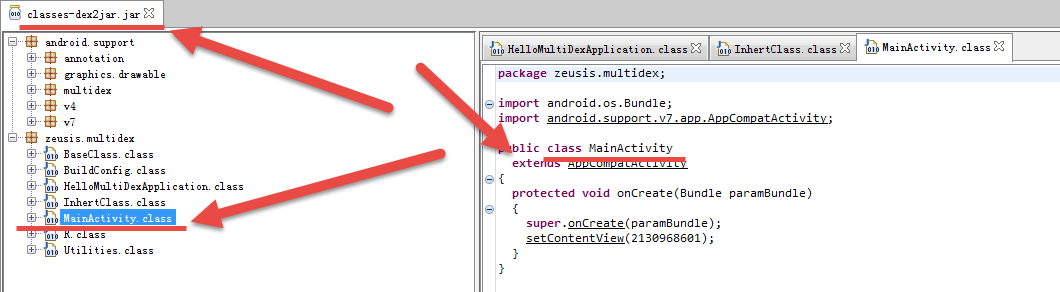 classes-dex2jar.jar
android.support
annotation
graphics.drawable
multidex
v4
v7
zeusis.multidex
BaseClass.class
BuildConfig.class
HelloMultiDexApplication.class
InhertClass.class
MainActivity.class
R.class
Utilities.class
HelloMultiDexApplication.class InhertClass.class MainActivity.class
package zeusis.multidex;
import android.os.Bundle;
import android.support.v7.app.AppCompatActivity;
public class MainActivity
extends AppCompatActivity
{
protected void onCreate(Bundle paramBundle)
{
super.onCreate(paramBundle);
setContentView(2130968601);
}
}